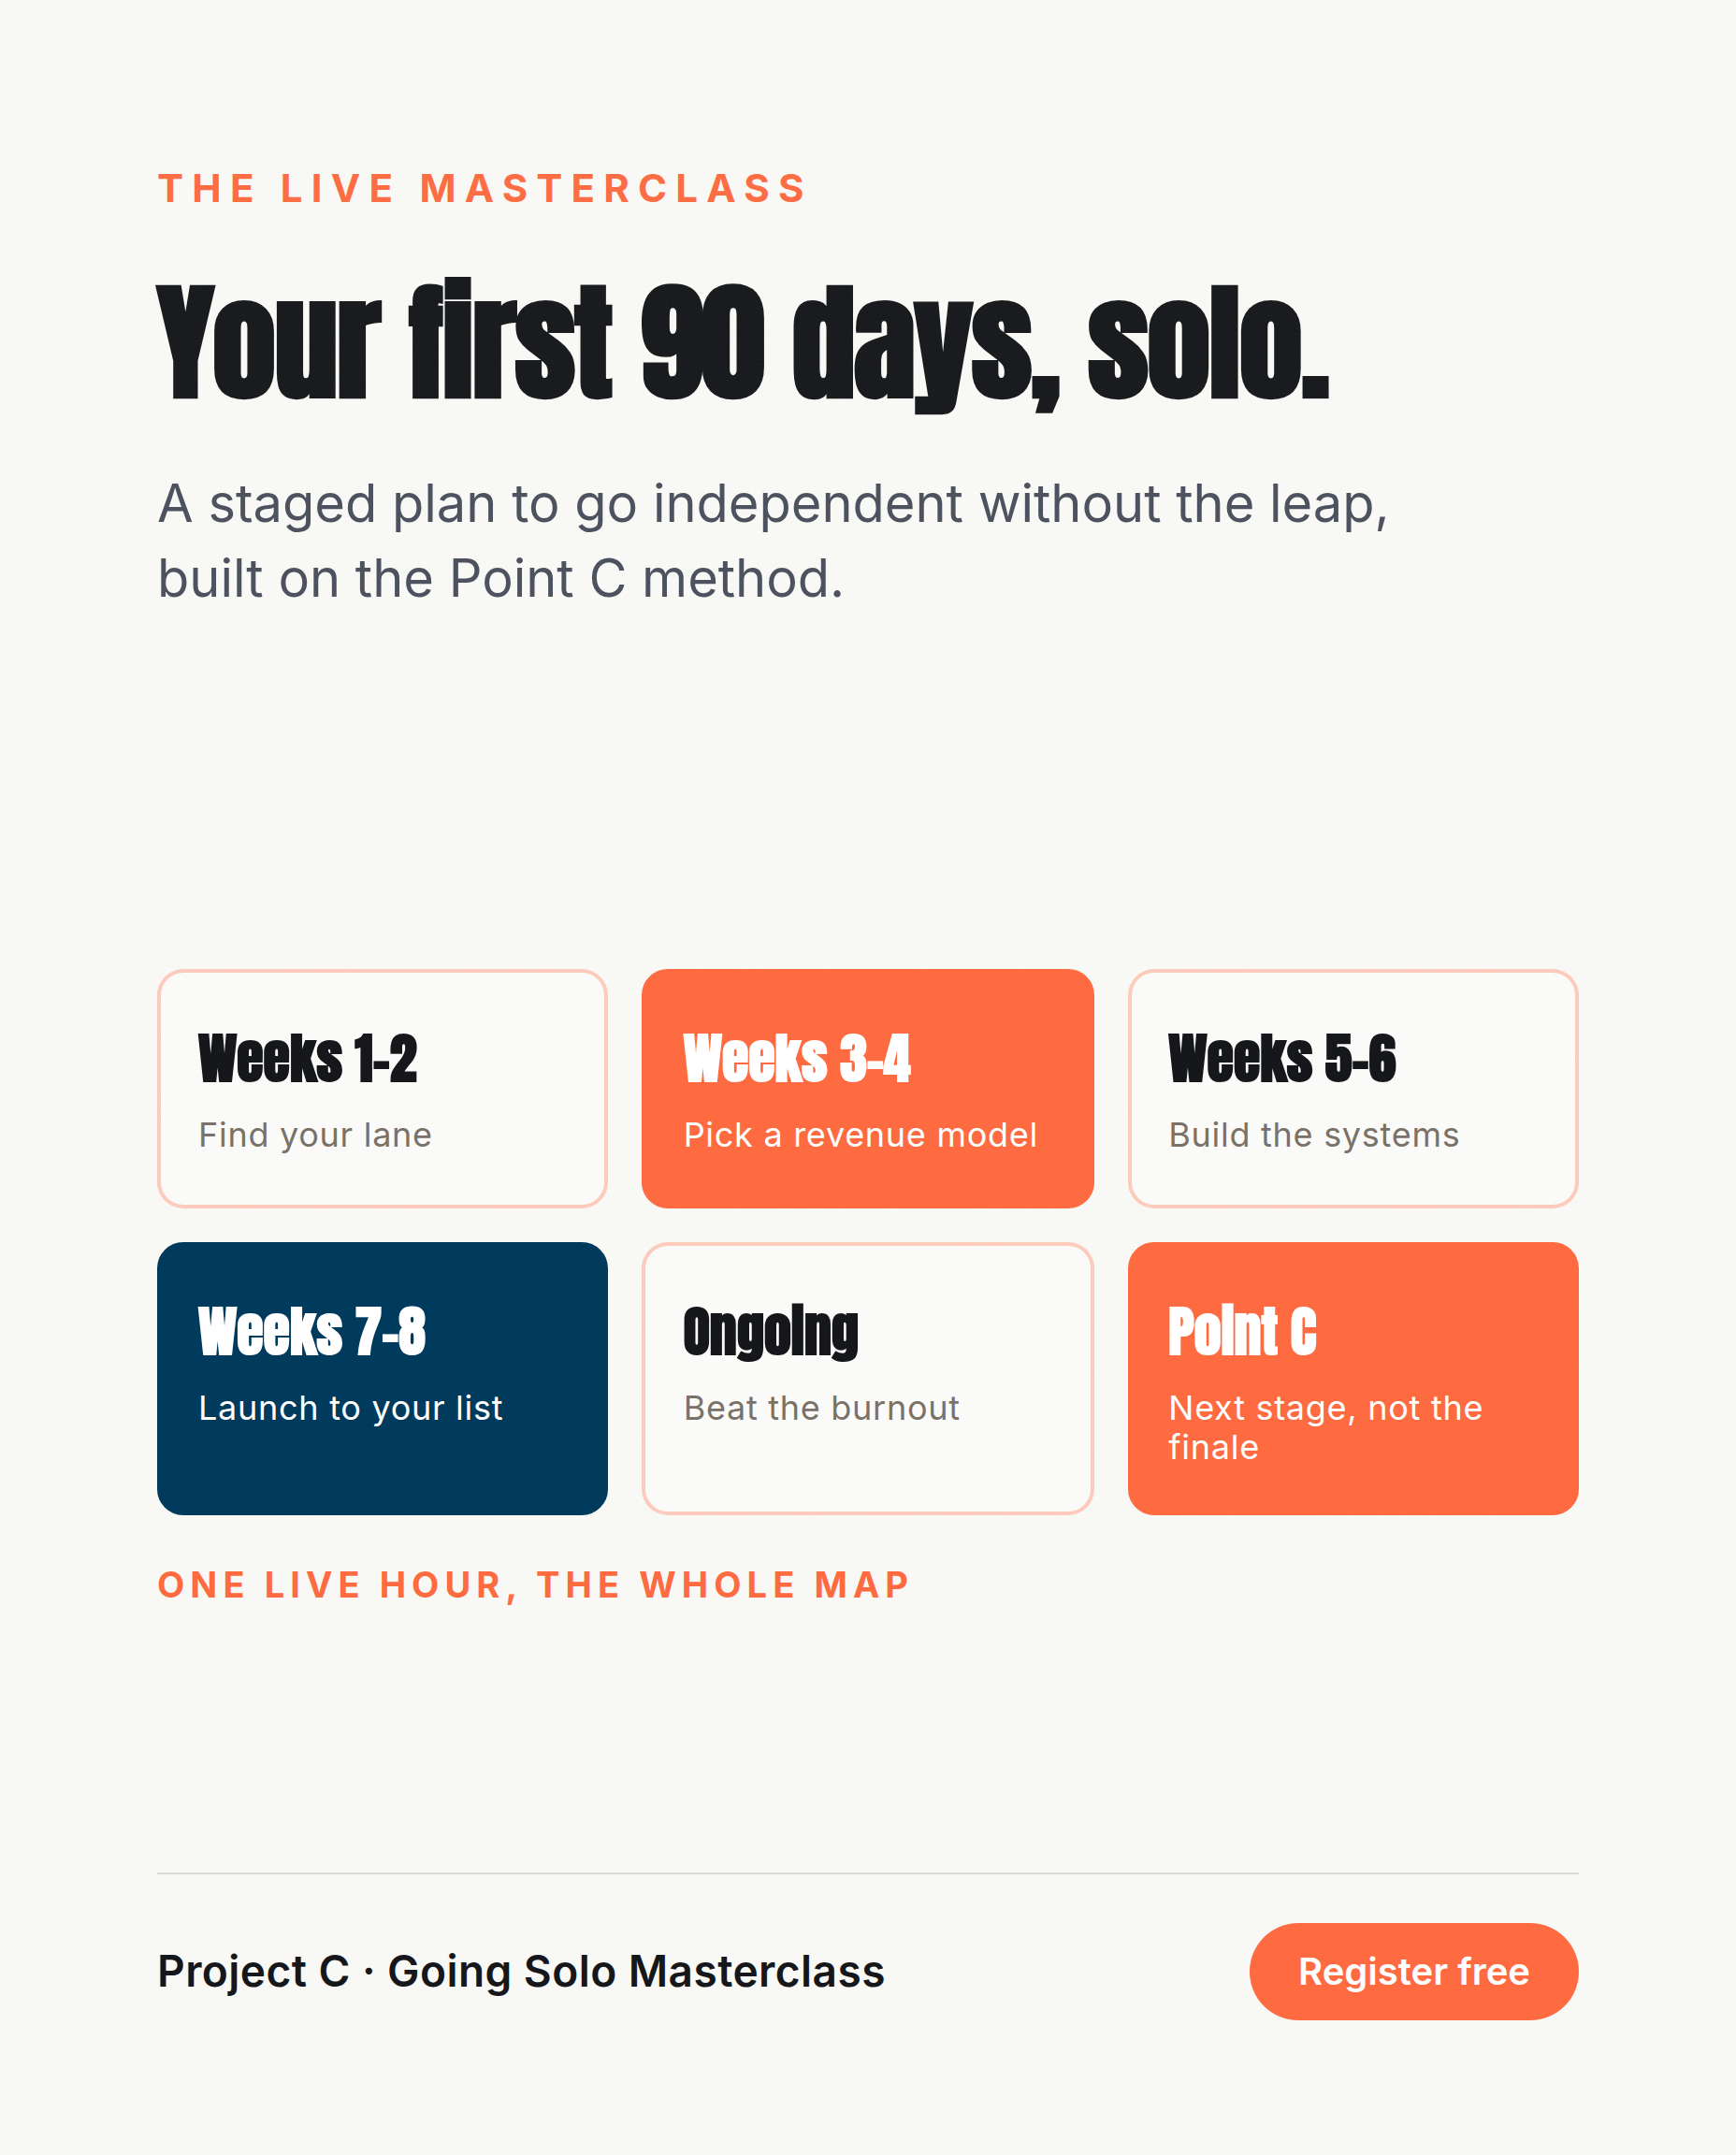 THE LIVE MASTERCLASS
Your first 90 days, solo.
A staged plan to go independent without the leap,
built on the Point C method.
Weeks 1-2
Find your lane
Weeks 3-4
Pick a revenue model
Weeks 5-6
Build the systems
Weeks 7-8
Launch to your list
Ongoing
Beat the burnout
Point C
Next stage, not the
finale
ONE LIVE HOUR, THE WHOLE MAP
Project C · Going Solo Masterclass
Register free